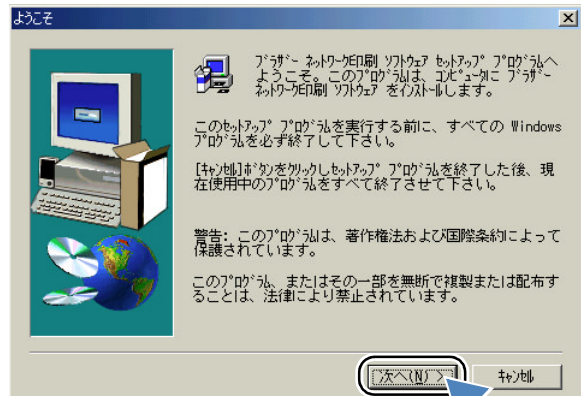 ようこそ
ﾌﾞﾗｻﾞｰ ﾈｯﾄﾜｰｸ印刷 ｿﾌﾄｳｪｱ ｾｯﾄｱｯﾌﾟ ﾌﾟﾛｸﾞﾗﾑへ
ようこそ。このﾌﾟﾛｸﾞﾗﾑは、ｺﾝﾋﾟｭｰﾀに ﾌﾞﾗｻﾞｰ
ﾈｯﾄﾜｰｸ印刷 ｿﾌﾄｳｪｱ をｲﾝｽﾄｰﾙします。
このｾｯﾄｱｯﾌﾟ ﾌﾟﾛｸﾞﾗﾑを実行する前に、すべての Windows
ﾌﾟﾛｸﾞﾗﾑを必ず終了して下さい。
[ｷｬﾝｾﾙ]ﾎﾞﾀﾝをｸﾘｯｸしｾｯﾄｱｯﾌﾟ ﾌﾟﾛｸﾞﾗﾑを終了した後、現
在使用中のﾌﾟﾛｸﾞﾗﾑをすべて終了させて下さい。
警告: このﾌﾟﾛｸﾞﾗﾑは、著作権法および国際条約によって
保護されています。
このﾌﾟﾛｸﾞﾗﾑ、またはその一部を無断で複製または配布す
ることは、法律により禁止されています。
次へ(N) >
ｷｬﾝｾﾙ